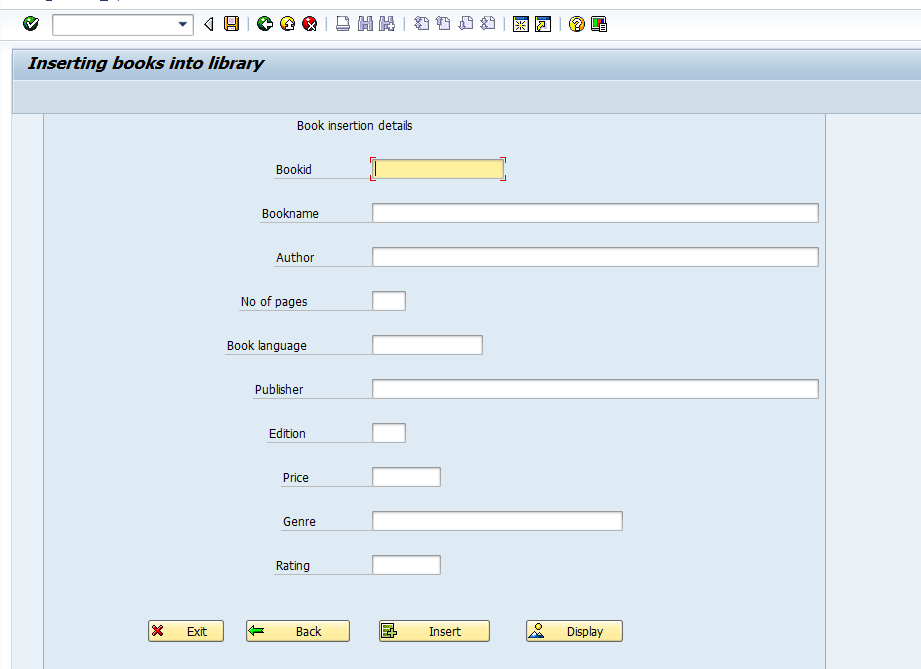 Inserting books into library
Book insertion details
Bookid
Bookname
Author
No of pages
Book language
Publisher
Edition
Price
Genre
Rating
Exit Back Insert Display